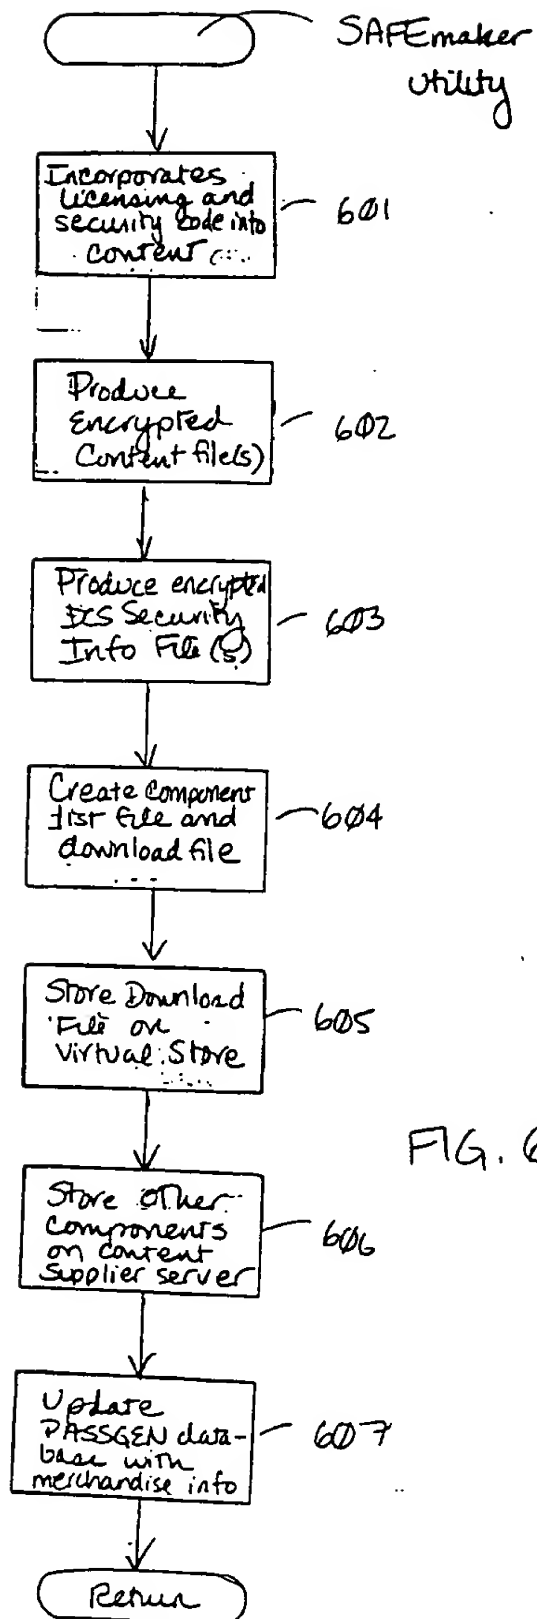 SAFEmaker
utility
Incorporates
licensing and
security code into
content
601
Produce
Encrypted
Content file(s)
602
Produce encrypted
ECS Security
Info File(s)
603
Create component
list file and
download file
604
Store Download
File on
Virtual Store
605
FIG. 6
Store other
components
on content
supplier server
606
Update
PASSGEN data-
base with
merchandise info
607
Return